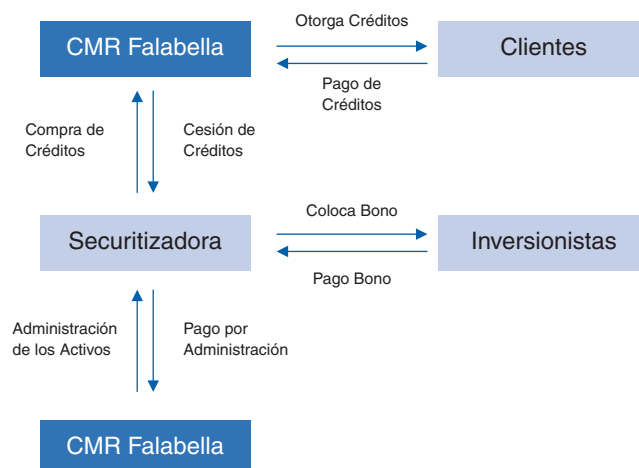 Otorga Créditos
CMR Falabella
Clientes
Pago de
Créditos
Compra de
Créditos
Cesión de
Créditos
Coloca Bono
Securitizadora
Inversionistas
Pago Bono
Administración
de los Activos
Pago por
Administración
CMR Falabella